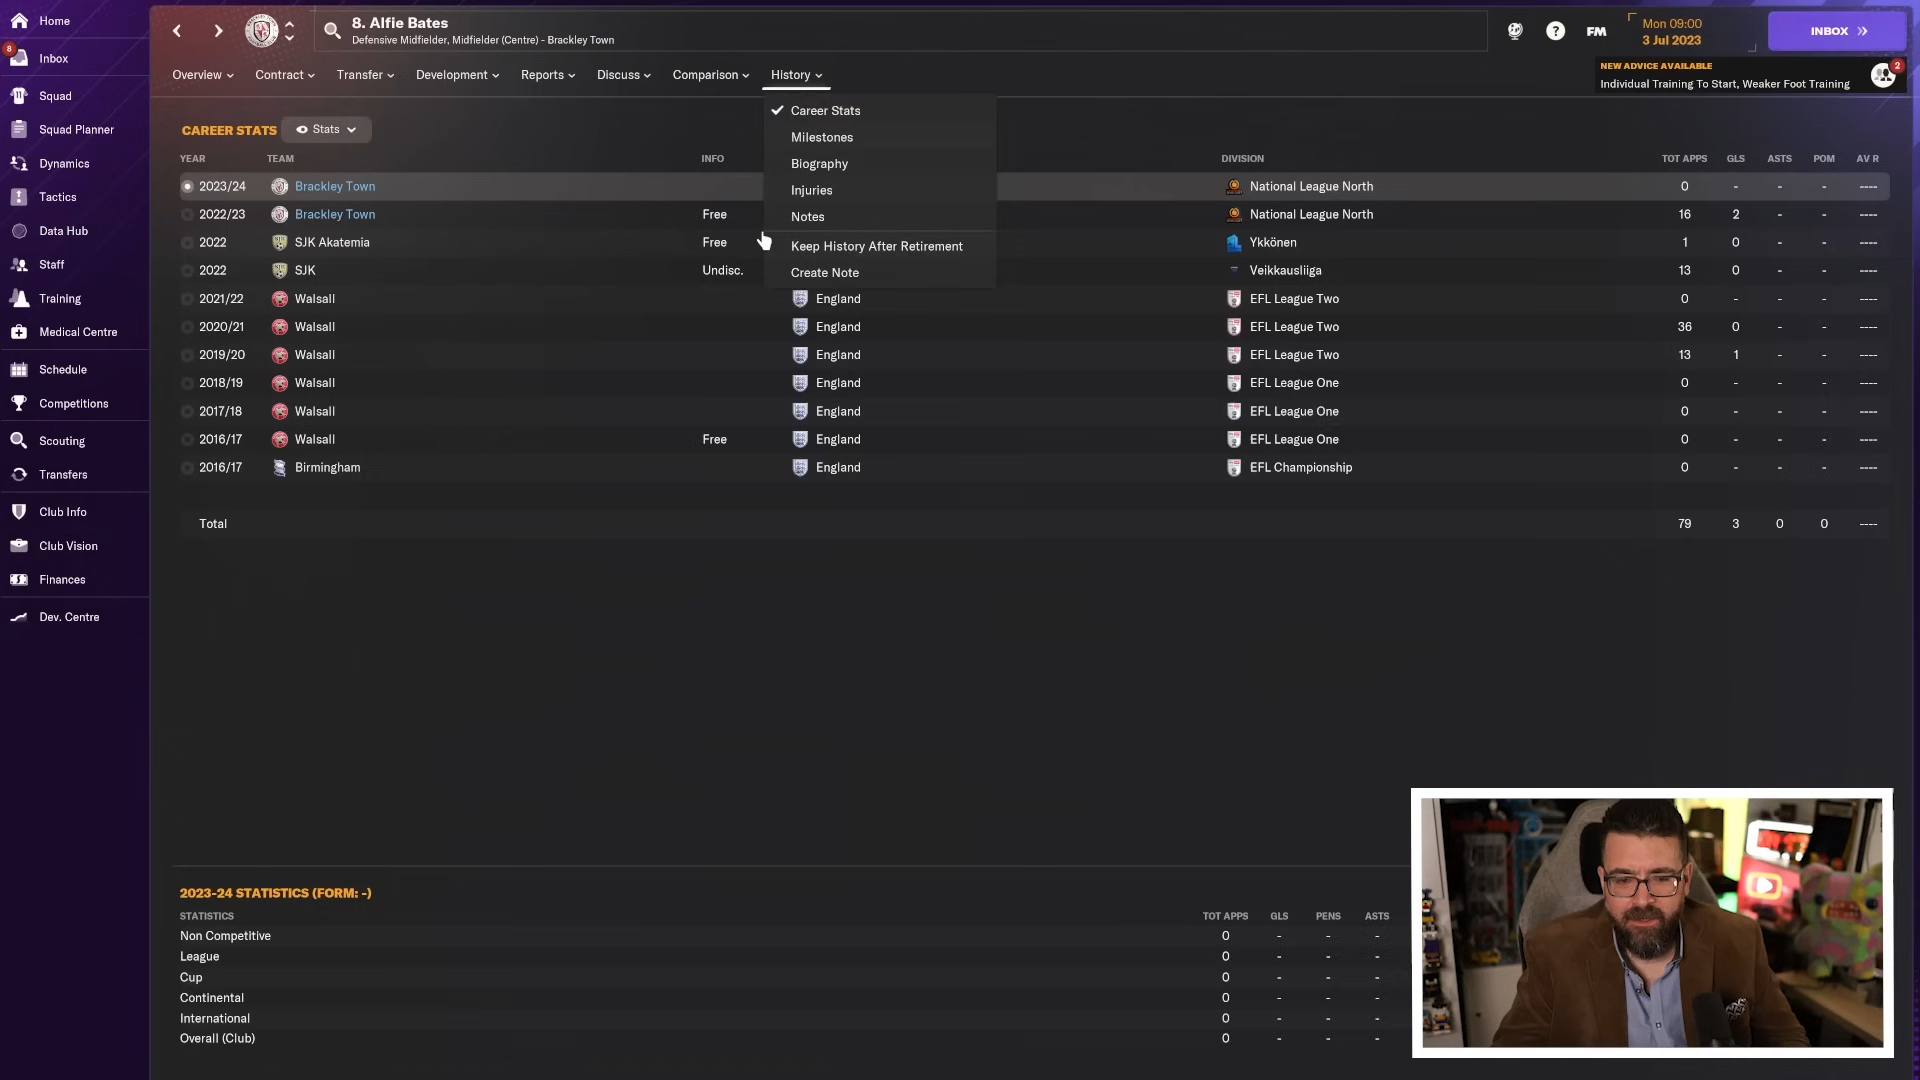 Home
8
Inbox
Squad
Squad Planner
Dynamics
Tactics
Data Hub
Staff
Training
Medical Centre
Schedule
Competitions
Scouting
Transfers
Club Info
Club Vision
Finances
Dev. Centre
8. Alfie Bates
Defensive Midfielder, Midfielder (Centre) - Brackley Town
? FM
Mon 09:00
3 Jul 2023
INBOX
Overview Contract Transfer Development Reports Discuss Comparison History
NEW ADVICE AVAILABLE
Individual Training To Start, Weaker Foot Training
2
Career Stats
Milestones
Biography
Injuries
Notes
Keep History After Retirement
Create Note
CAREER STATS Stats
YEAR TEAM INFO DIVISION TOT APPS GLS ASTS POM AV R
2023/24 Brackley Town National League North 0 - - - ----
2022/23 Brackley Town Free National League North 16 2 - - ----
2022 SJK Akatemia Free Ykkönen 1 0 - - ----
2022 SJK Undisc. Veikkausliiga 13 0 - - ----
2021/22 Walsall England EFL League Two 0 - - - ----
2020/21 Walsall England EFL League Two 36 0 - - ----
2019/20 Walsall England EFL League Two 13 1 - - ----
2018/19 Walsall England EFL League One 0 - - - ----
2017/18 Walsall England EFL League One 0 - - - ----
2016/17 Walsall Free England EFL League One 0 - - - ----
2016/17 Birmingham England EFL Championship 0 - - - ----
Total 79 3 0 0 ----
2023-24 STATISTICS (FORM: -)
STATISTICS TOT APPS GLS PENS ASTS
Non Competitive 0 - - -
League 0 - - -
Cup 0 - - -
Continental 0 - - -
International 0 - - -
Overall (Club) 0 - - -